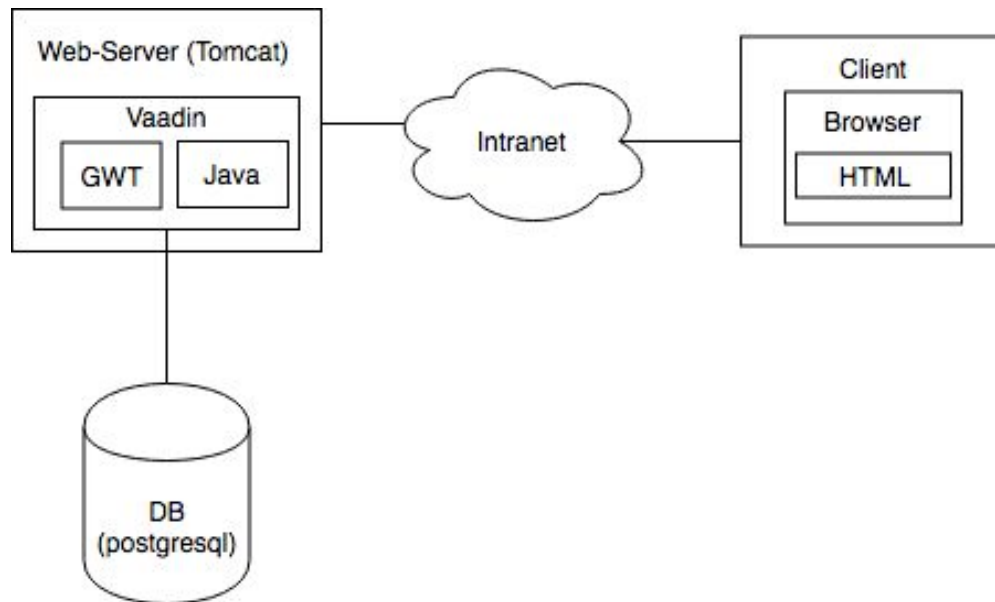 Web-Server (Tomcat)
Vaadin
GWT
Java
Intranet
Client
Browser
HTML
DB
(postgresql)